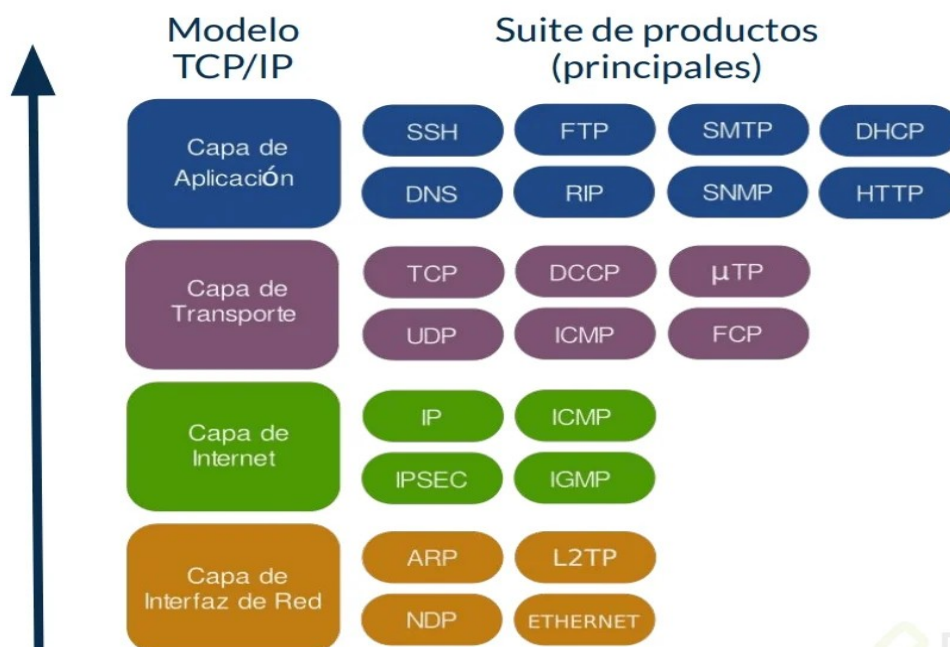 Modelo
TCP/IP
Suite de productos
(principales)
Capa de
Aplicación
SSH
FTP
SMTP
DHCP
DNS
RIP
SNMP
HTTP
Capa de
Transporte
TCP
DCCP
µTP
UDP
ICMP
FCP
Capa de
Internet
IP
ICMP
IPSEC
IGMP
Capa de
Interfaz de Red
ARP
L2TP
NDP
ETHERNET